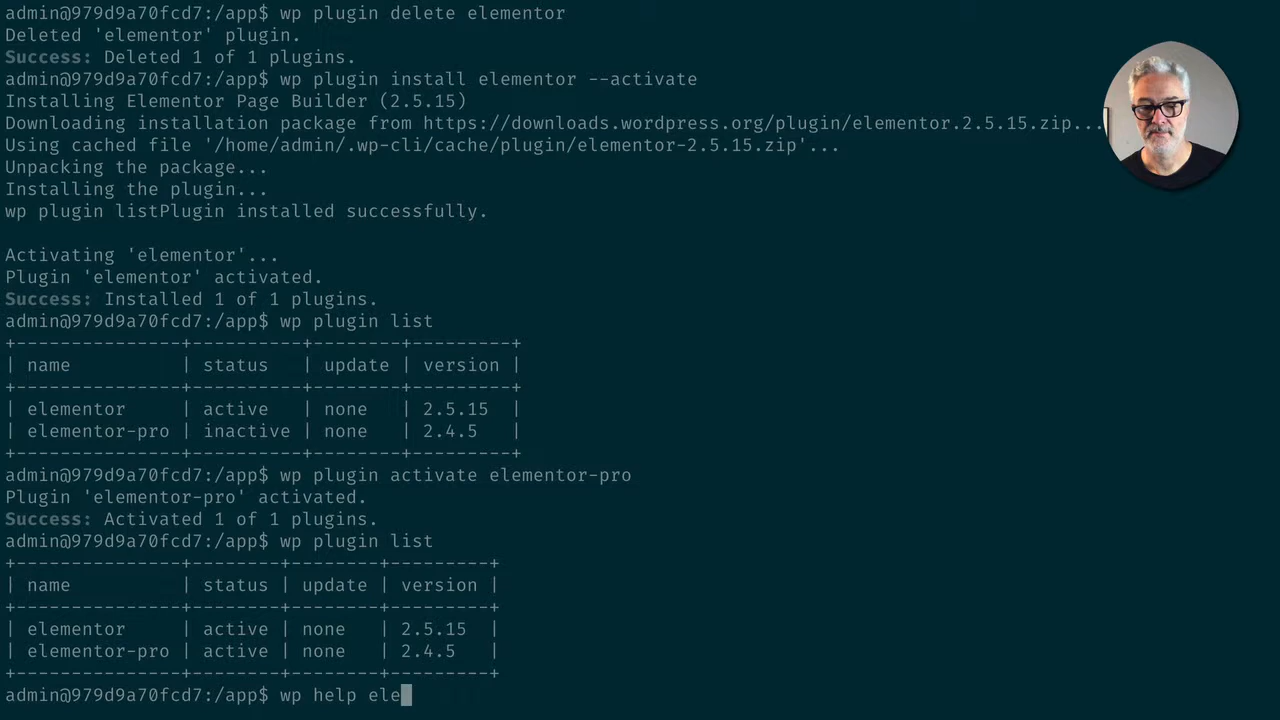 admin@979d9a70fcd7:/app$ wp plugin delete elementor
Deleted 'elementor' plugin.
Success: Deleted 1 of 1 plugins.
admin@979d9a70fcd7:/app$ wp plugin install elementor --activate
Installing Elementor Page Builder (2.5.15)
Downloading installation package from https://downloads.wordpress.org/plugin/elementor.2.5.15.zip...
Using cached file '/home/admin/.wp-cli/cache/plugin/elementor-2.5.15.zip'...
Unpacking the package...
Installing the plugin...
wp plugin listPlugin installed successfully.

Activating 'elementor'...
Plugin 'elementor' activated.
Success: Installed 1 of 1 plugins.
admin@979d9a70fcd7:/app$ wp plugin list
+---------------+----------+--------+---------+
| name          | status   | update | version |
+---------------+----------+--------+---------+
| elementor     | active   | none   | 2.5.15  |
| elementor-pro | inactive | none   | 2.4.5   |
+---------------+----------+--------+---------+
admin@979d9a70fcd7:/app$ wp plugin activate elementor-pro
Plugin 'elementor-pro' activated.
Success: Activated 1 of 1 plugins.
admin@979d9a70fcd7:/app$ wp plugin list
+---------------+--------+--------+---------+
| name          | status | update | version |
+---------------+--------+--------+---------+
| elementor     | active | none   | 2.5.15  |
| elementor-pro | active | none   | 2.4.5   |
+---------------+--------+--------+---------+
admin@979d9a70fcd7:/app$ wp help ele